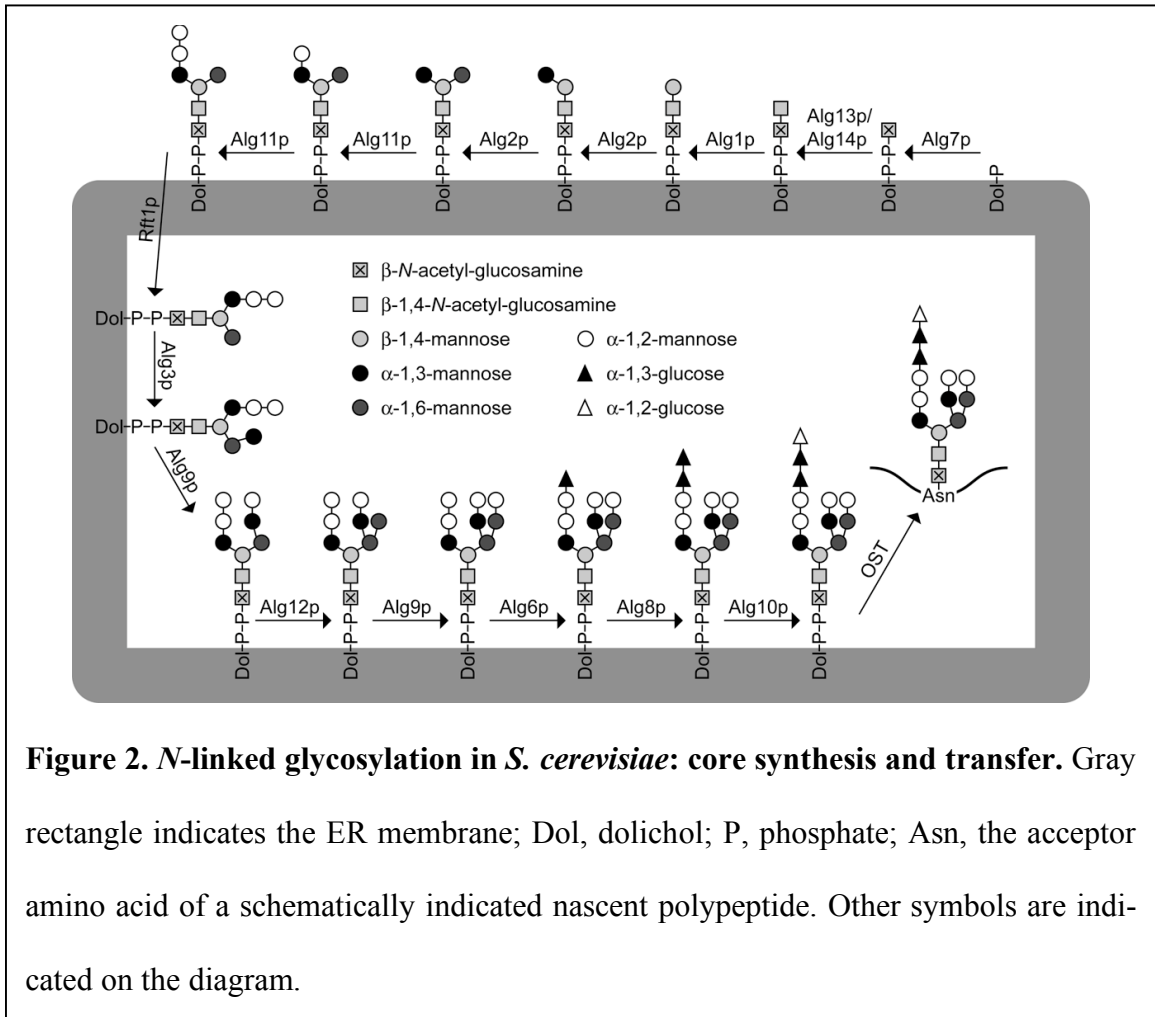 Alg11p
Alg11p
Alg2p
Alg2p
Alg1p
Alg13p/
Alg14p
Alg7p
Dol-P-P
Dol-P-P
Dol-P-P
Dol-P-P
Dol-P-P
Dol-P-P
Dol-P-P
Dol-P
Rft1p
β-N-acetyl-glucosamine
β-1,4-N-acetyl-glucosamine
β-1,4-mannose
α-1,2-mannose
α-1,3-mannose
α-1,3-glucose
α-1,6-mannose
α-1,2-glucose
Dol-P-P
Alg3p
Dol-P-P
Alg9p
Asn
OST
Alg12p
Alg9p
Alg6p
Alg8p
Alg10p
Dol-P-P
Dol-P-P
Dol-P-P
Dol-P-P
Dol-P-P
Dol-P-P
Figure 2. N-linked glycosylation in S. cerevisiae: core synthesis and transfer. Gray
rectangle indicates the ER membrane; Dol, dolichol; P, phosphate; Asn, the acceptor
amino acid of a schematically indicated nascent polypeptide. Other symbols are indi-
cated on the diagram.